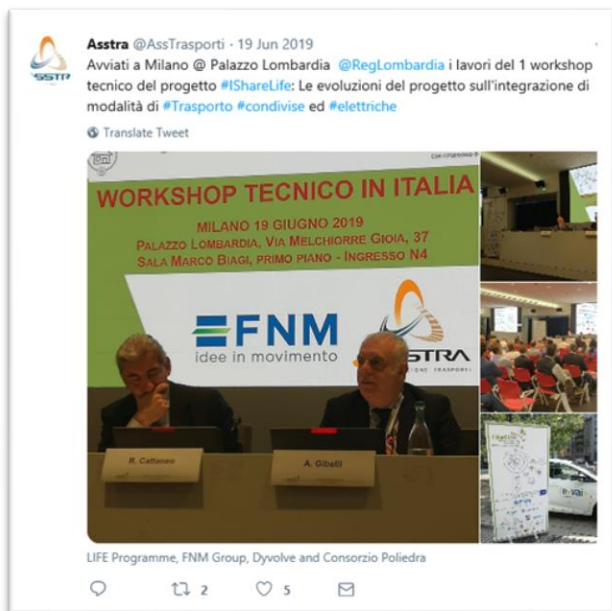 Asstra @AssTrasporti · 19 Jun 2019
Avviati a Milano @ Palazzo Lombardia @RegLombardia i lavori del 1 workshop
tecnico del progetto #IShareLife: Le evoluzioni del progetto sull'integrazione di
modalità di #Trasporto #condivise ed #elettriche
Translate Tweet
WORKSHOP TECNICO IN ITALIA
MILANO 19 GIUGNO 2019
PALAZZO LOMBARDIA, VIA MELCHIORRE GIOIA, 37
SALA MARCO BIAGI, PRIMO PIANO - INGRESSO N4
FNM
idee in movimento
R. Cattaneo
A. Gibelli
LIFE Programme, FNM Group, Dyvolve and Consorzio Poliedra
2
5